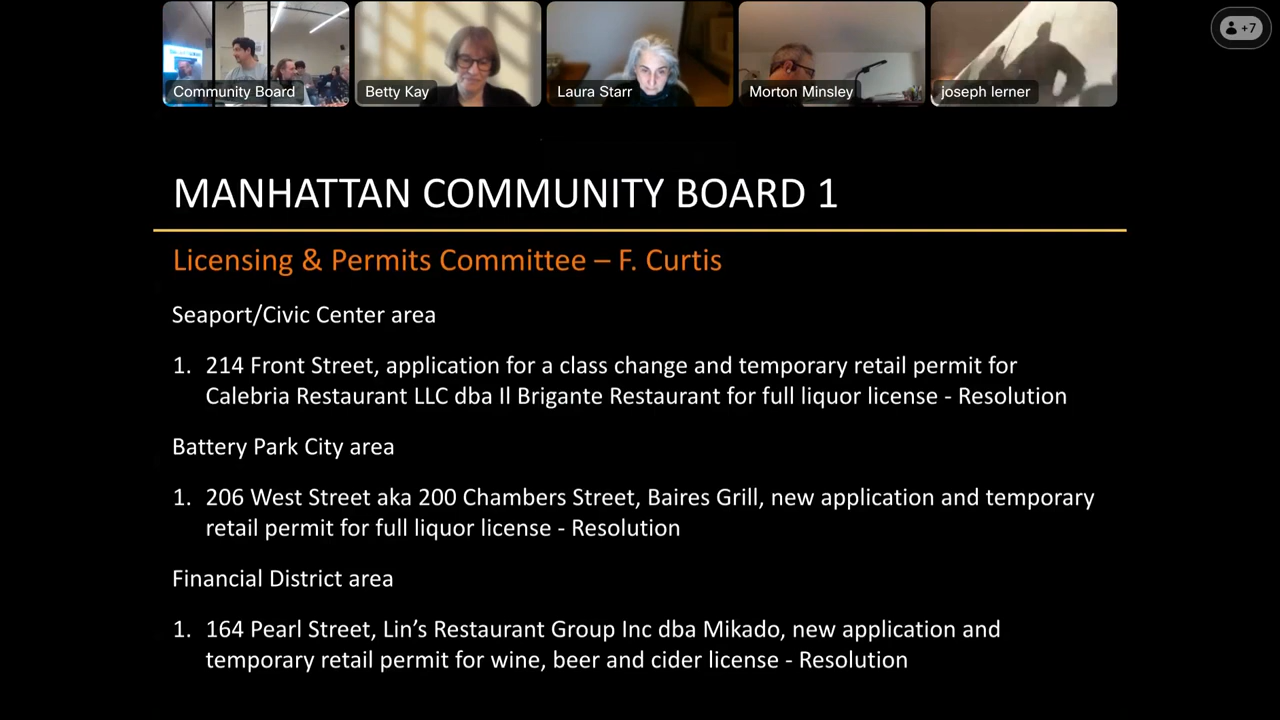 Community Board
Betty Kay
Laura Starr
Morton Minsley
joseph lerner
+7
MANHATTAN COMMUNITY BOARD 1
Licensing & Permits Committee – F. Curtis
Seaport/Civic Center area
1. 214 Front Street, application for a class change and temporary retail permit for
Calebria Restaurant LLC dba Il Brigante Restaurant for full liquor license - Resolution
Battery Park City area
1. 206 West Street aka 200 Chambers Street, Baires Grill, new application and temporary
retail permit for full liquor license - Resolution
Financial District area
1. 164 Pearl Street, Lin's Restaurant Group Inc dba Mikado, new application and
temporary retail permit for wine, beer and cider license - Resolution